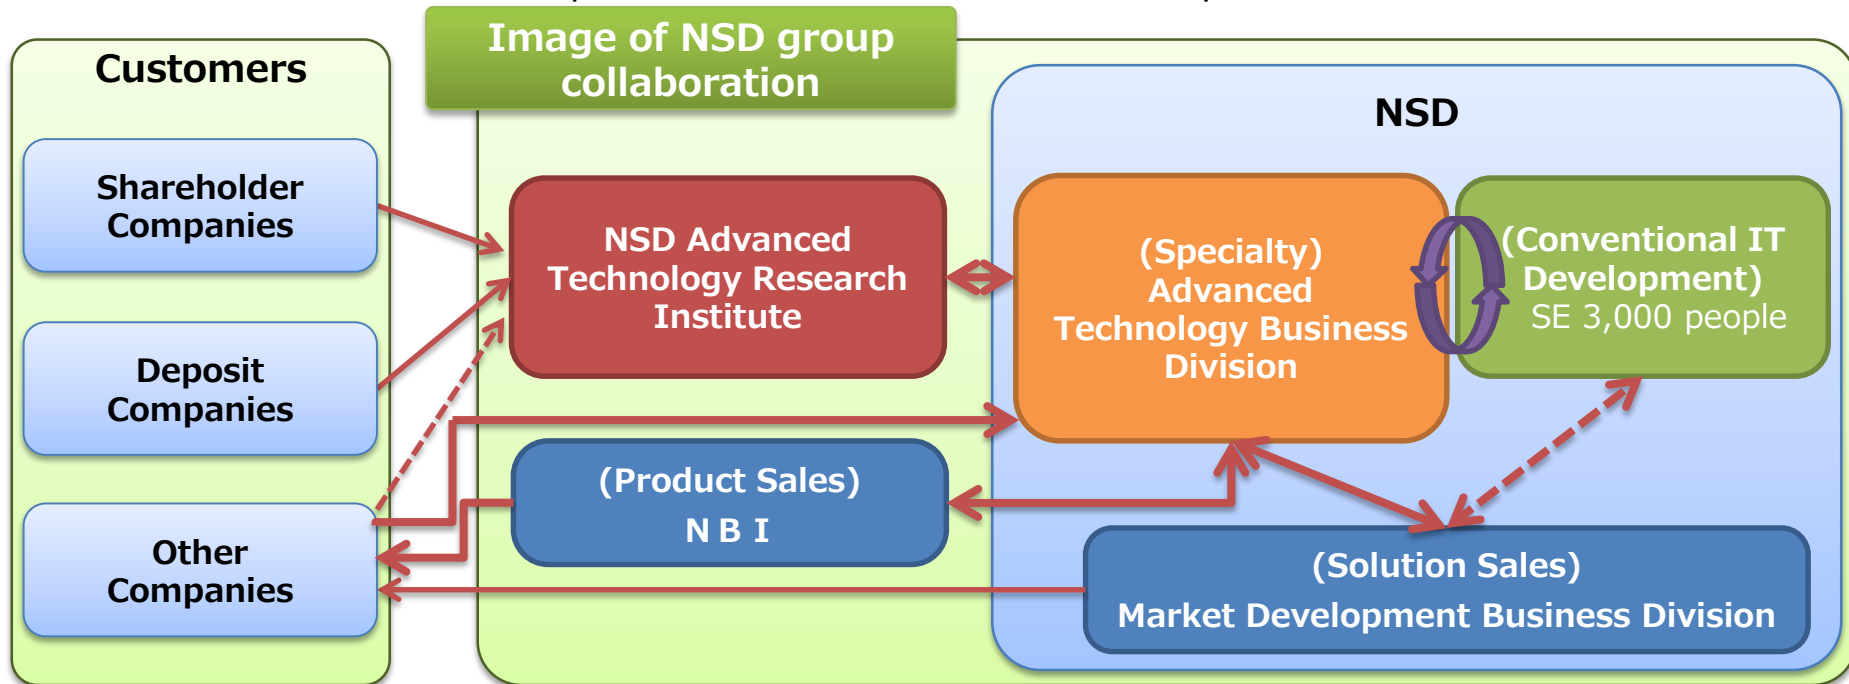 Image of NSD group
collaboration
Customers
Shareholder
Companies
Deposit
Companies
Other
Companies
NSD Advanced
Technology Research
Institute
(Product Sales)
N B I
NSD
(Specialty)
Advanced
Technology Business
Division
(Conventional IT
Development)
SE 3,000 people
(Solution Sales)
Market Development Business Division